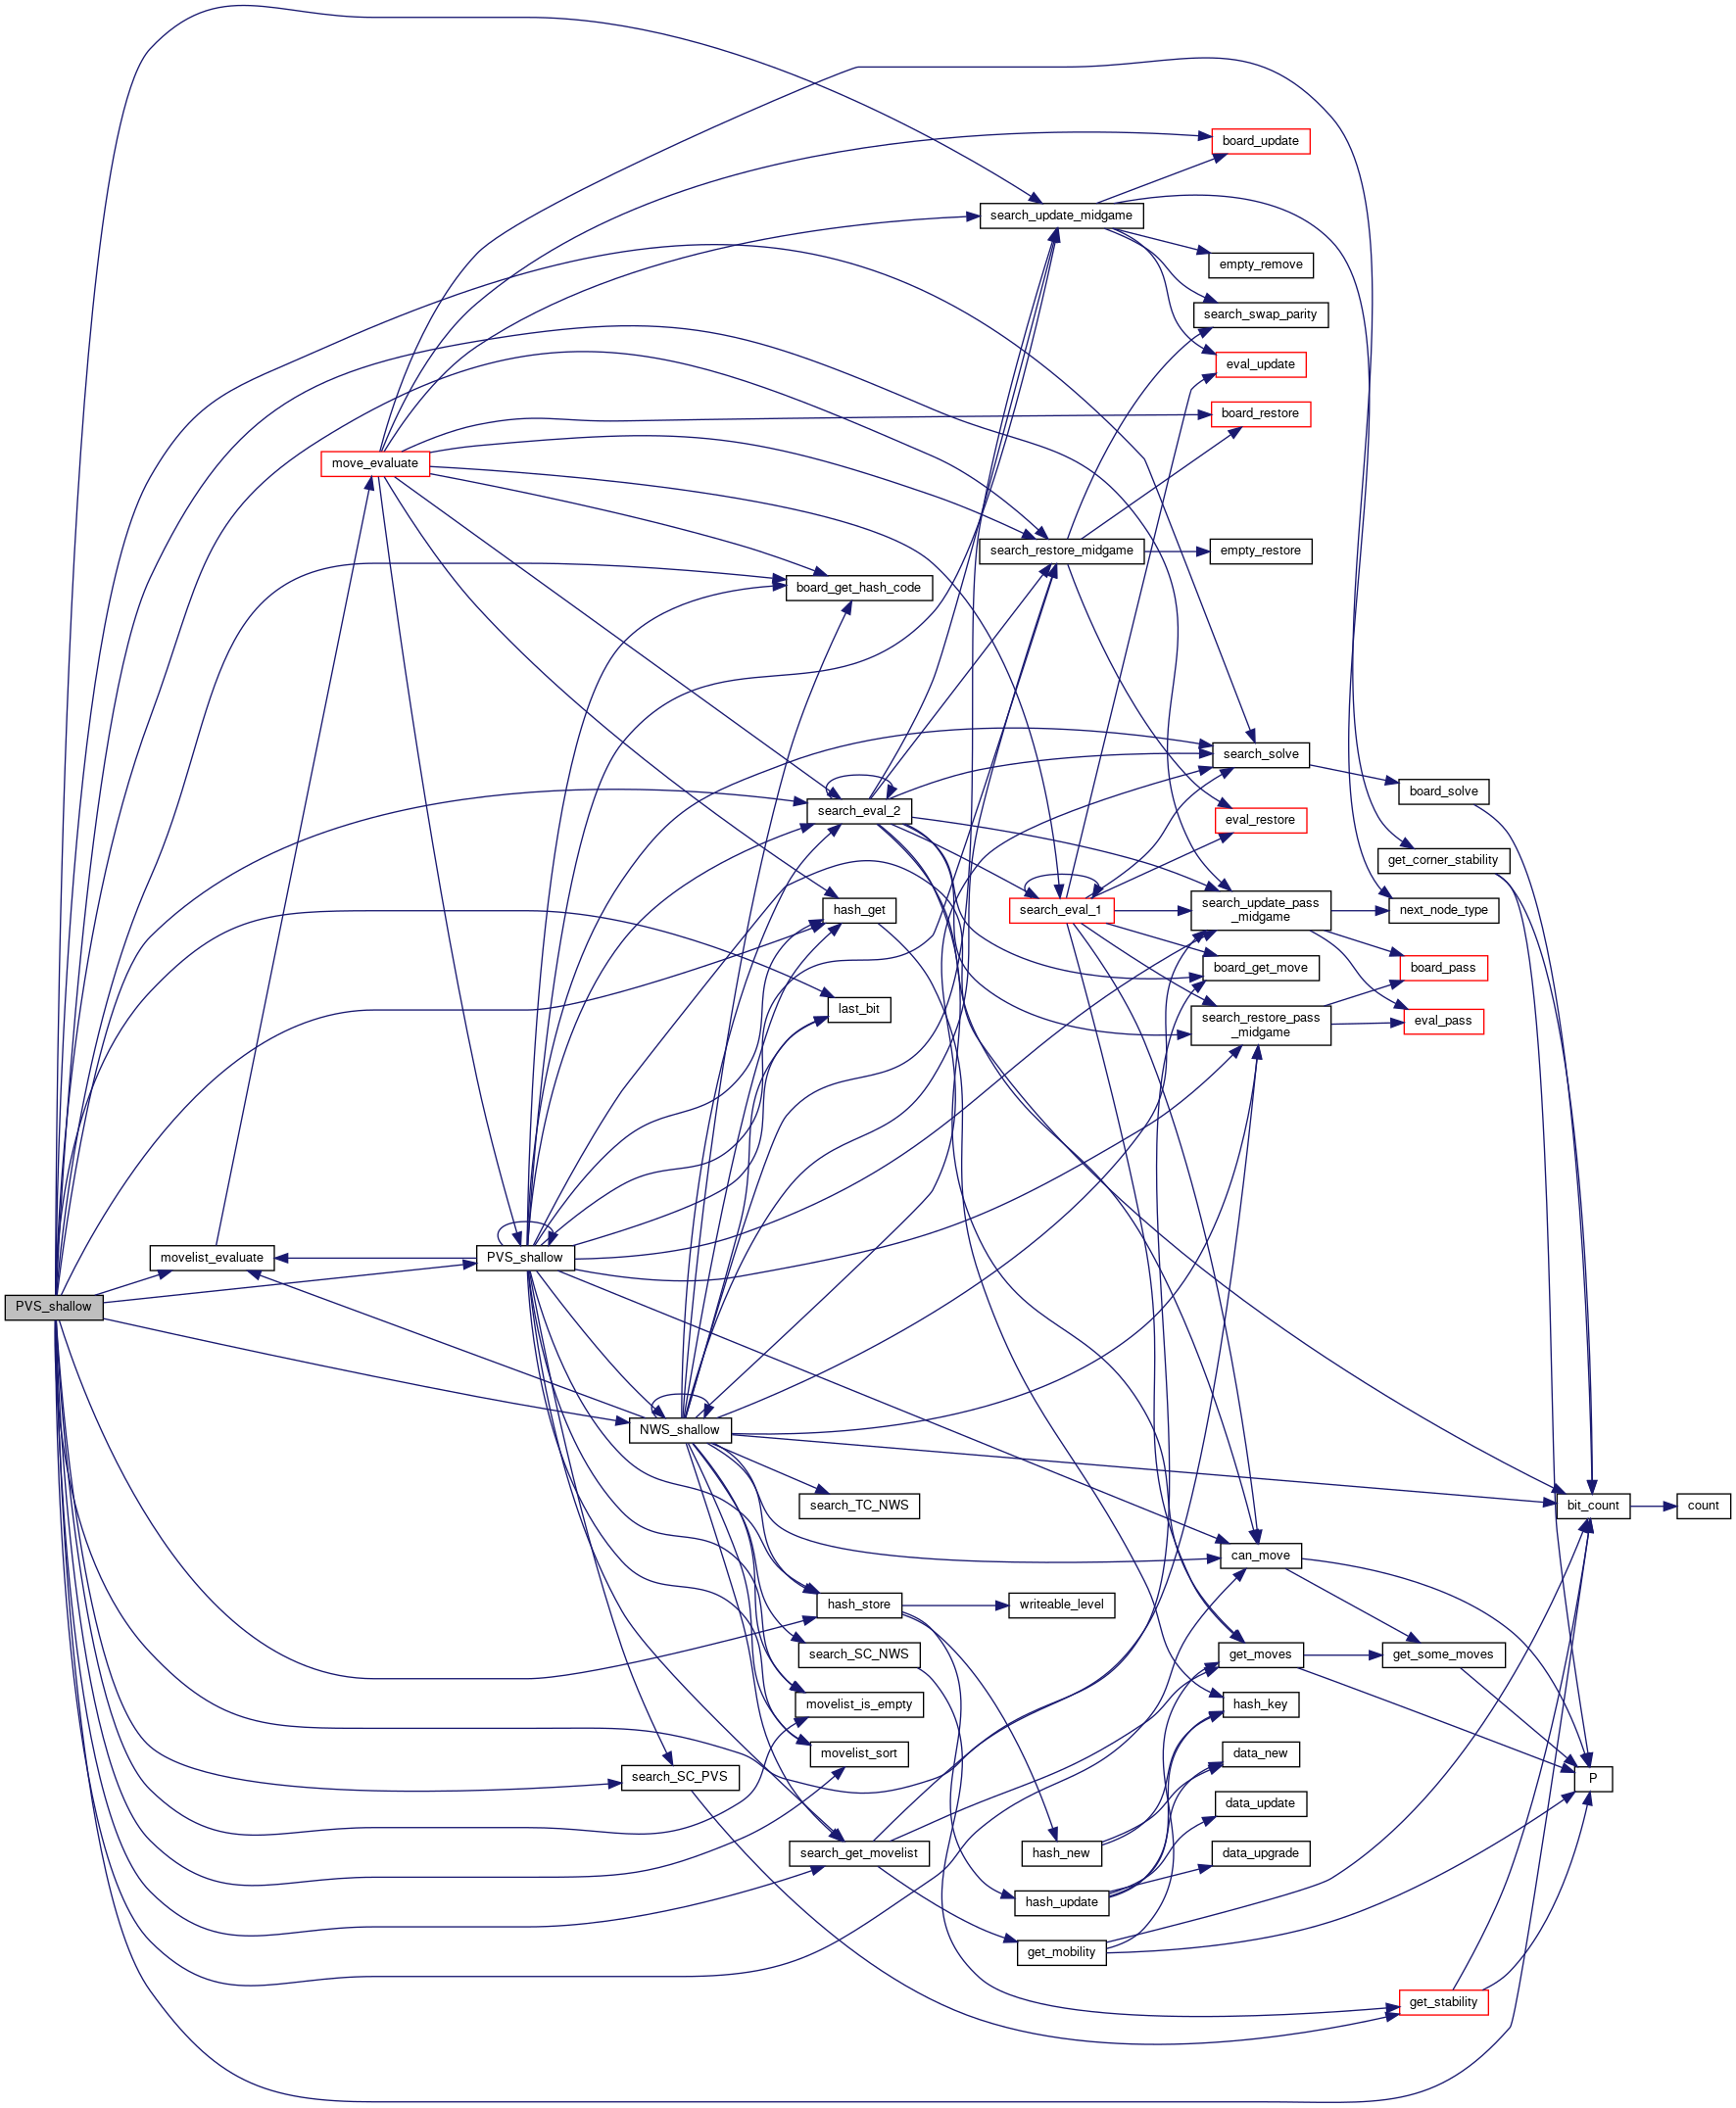 board_update
search_update_midgame
empty_remove
search_swap_parity
eval_update
board_restore
move_evaluate
search_restore_midgame
empty_restore
board_get_hash_code
search_solve
board_solve
search_eval_2
eval_restore
get_corner_stability
hash_get
search_eval_1
search_update_pass
_midgame
next_node_type
board_get_move
board_pass
last_bit
search_restore_pass
_midgame
eval_pass
movelist_evaluate
PVS_shallow
PVS_shallow
NWS_shallow
search_TC_NWS
bit_count
count
can_move
hash_store
writeable_level
search_SC_NWS
get_moves
get_some_moves
movelist_is_empty
hash_key
movelist_sort
data_new
search_SC_PVS
P
data_update
search_get_movelist
hash_new
data_upgrade
hash_update
get_mobility
get_stability